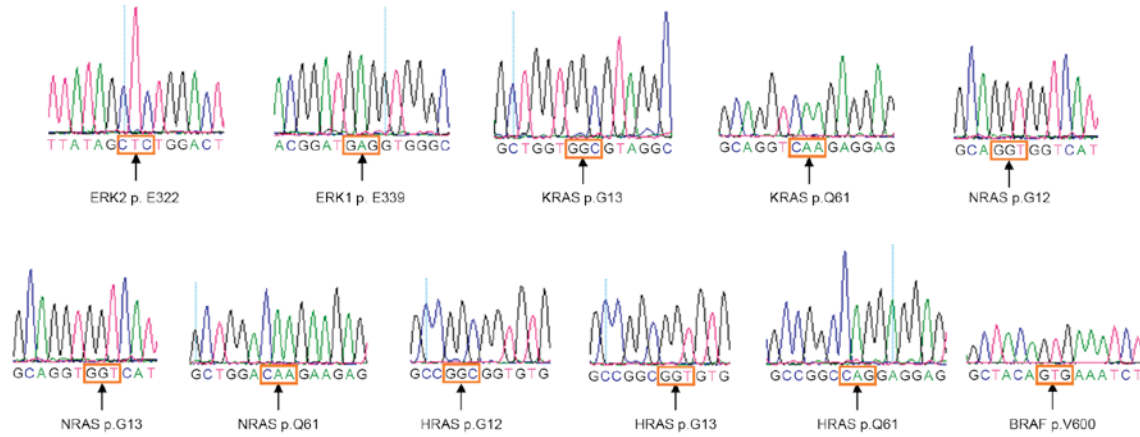 TTATAGCTCTGGACT
ACGGATGAGGTGGGC
GCTGGTGGCGTAGGC
GCAGGTCAAGAGGAG
GCAGGTGGTCAT
ERK2 p. E322
ERK1 p. E339
KRAS p.G13
KRAS p.Q61
NRAS p.G12
GCAGGTGGTCAT
GCTGGACAAGAAGAG
GCCGGCGGTGTG
GCCGGCGGTGTG
GCCGGCCAGGAGGAG
GCTACAGTGAAATCT
NRAS p.G13
NRAS p.Q61
HRAS p.G12
HRAS p.G13
HRAS p.Q61
BRAF p.V600